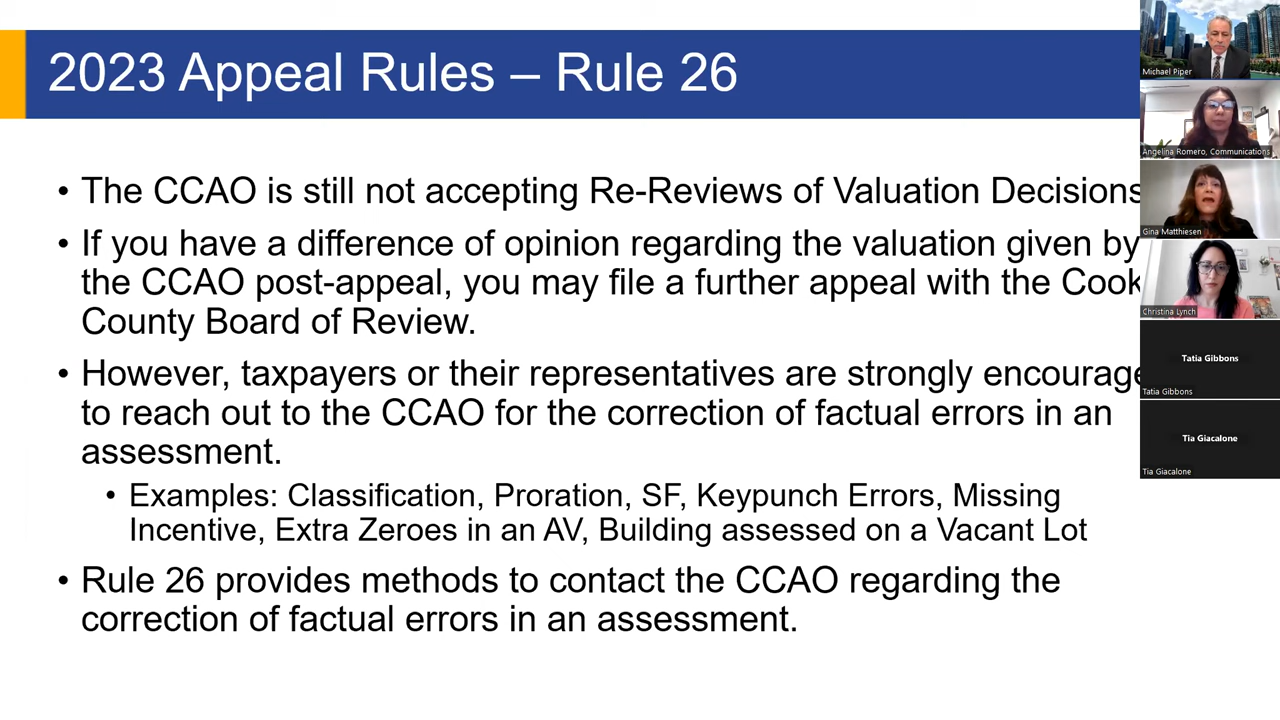 2023 Appeal Rules – Rule 26
• The CCAO is still not accepting Re-Reviews of Valuation Decisions
• If you have a difference of opinion regarding the valuation given by
the CCAO post-appeal, you may file a further appeal with the Cook
County Board of Review.
• However, taxpayers or their representatives are strongly encourage
to reach out to the CCAO for the correction of factual errors in an
assessment.
• Examples: Classification, Proration, SF, Keypunch Errors, Missing
Incentive, Extra Zeroes in an AV, Building assessed on a Vacant Lot
• Rule 26 provides methods to contact the CCAO regarding the
correction of factual errors in an assessment.
Michael Piper
Angelina Romero, Communications
Gina Matthiesen
Christina Lynch
Tatia Gibbons
Tatia Gibbons
Tia Giacalone
Tia Giacalone